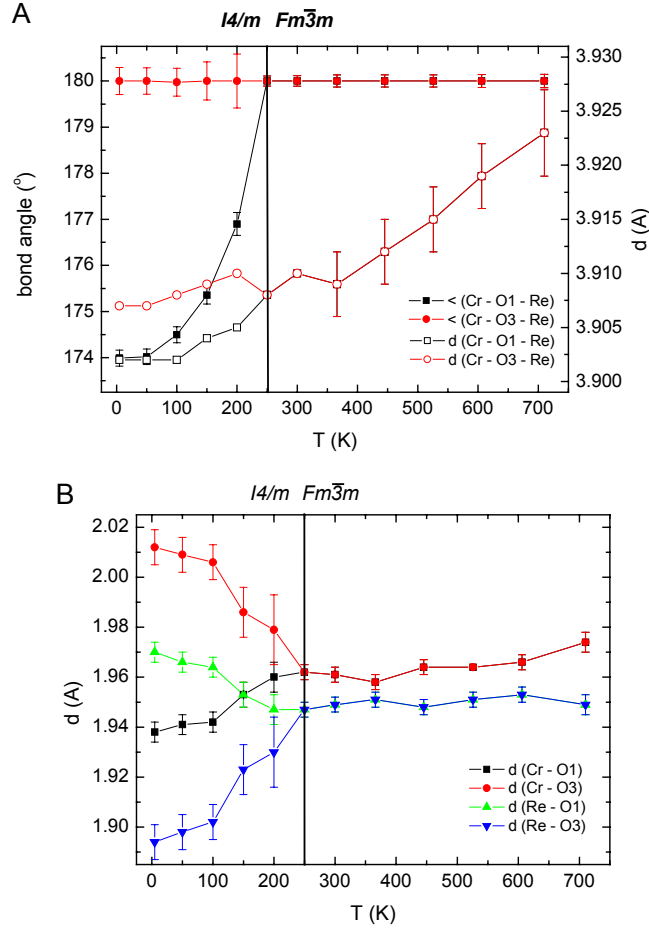 A
I4/m Fm3̅m
180
179
178
177
176
175
174
bond angle (°)
3.930
3.925
3.920
3.915
3.910
3.905
3.900
d (A)
< (Cr - O1 - Re)
< (Cr - O3 - Re)
d (Cr - O1 - Re)
d (Cr - O3 - Re)
0 100 200 300 400 500 600 700
T (K)
B
I4/m Fm3̅m
2.02
2.00
1.98
1.96
1.94
1.92
1.90
d (A)
d (Cr - O1)
d (Cr - O3)
d (Re - O1)
d (Re - O3)
0 100 200 300 400 500 600 700
T (K)